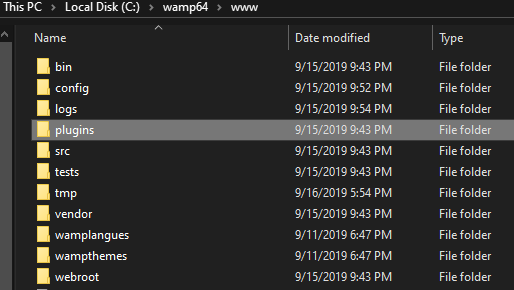 This PC > Local Disk (C:) > wamp64 > www
Name Date modified Type
bin 9/15/2019 9:43 PM File folder
config 9/15/2019 9:52 PM File folder
logs 9/15/2019 9:54 PM File folder
plugins 9/15/2019 9:43 PM File folder
src 9/15/2019 9:43 PM File folder
tests 9/15/2019 9:43 PM File folder
tmp 9/16/2019 5:54 PM File folder
vendor 9/15/2019 9:43 PM File folder
wamplangues 9/11/2019 6:47 PM File folder
wampthemes 9/11/2019 6:47 PM File folder
webroot 9/15/2019 9:43 PM File folder